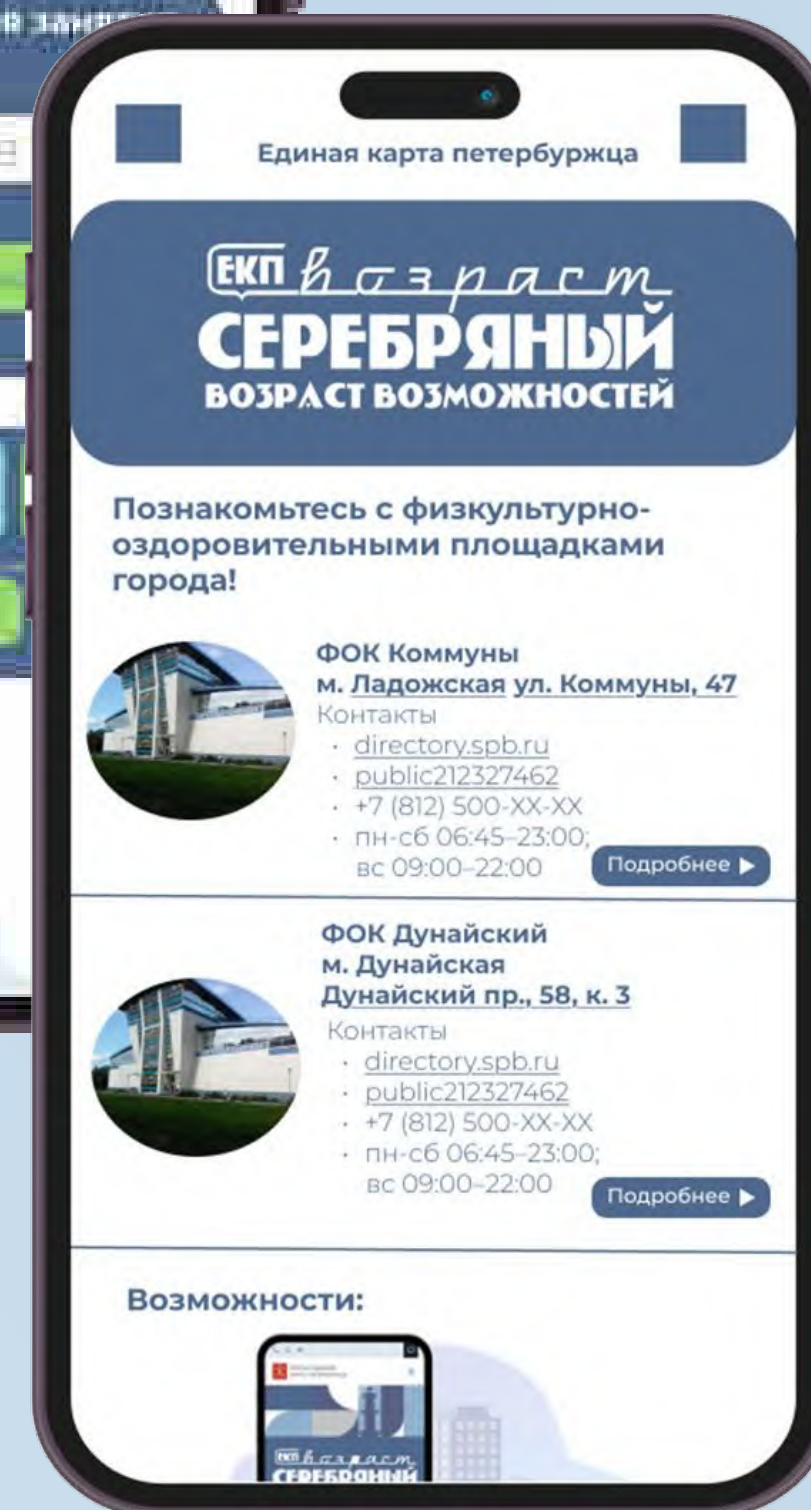 Единая карта петербуржца
ЕКП возраст
СЕРЕБРЯНЫЙ
ВОЗРАСТ ВОЗМОЖНОСТЕЙ
Познакомьтесь с физкультурно-
оздоровительными площадками
города!
ФОК Коммуны
м. Ладожская ул. Коммуны, 47
Контакты
· directory.spb.ru
· public212327462
· +7 (812) 500-XX-XX
· пн-сб 06:45–23:00;
вс 09:00–22:00
Подробнее ▶
ФОК Дунайский
м. Дунайская
Дунайский пр., 58, к. 3
Контакты
· directory.spb.ru
· public212327462
· +7 (812) 500-XX-XX
· пн-сб 06:45–23:00;
вс 09:00–22:00
Подробнее ▶
Возможности:
ЕКП возраст
СЕРЕБРЯНЫЙ